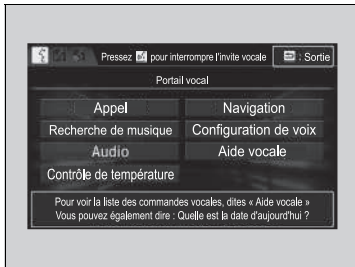 Pressez pour interrompre l'invite vocale : Sortie
Portail vocal
Appel Navigation
Recherche de musique Configuration de voix
Audio Aide vocale
Contrôle de température
Pour voir la liste des commandes vocales, dites « Aide vocale »
Vous pouvez également dire : Quelle est la date d'aujourd'hui ?